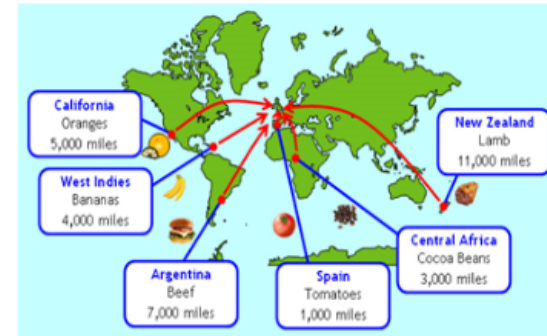 California
Oranges
5,000 miles
West Indies
Bananas
4,000 miles
Argentina
Beef
7,000 miles
Spain
Tomatoes
1,000 miles
Central Africa
Cocoa Beans
3,000 miles
New Zealand
Lamb
11,000 miles